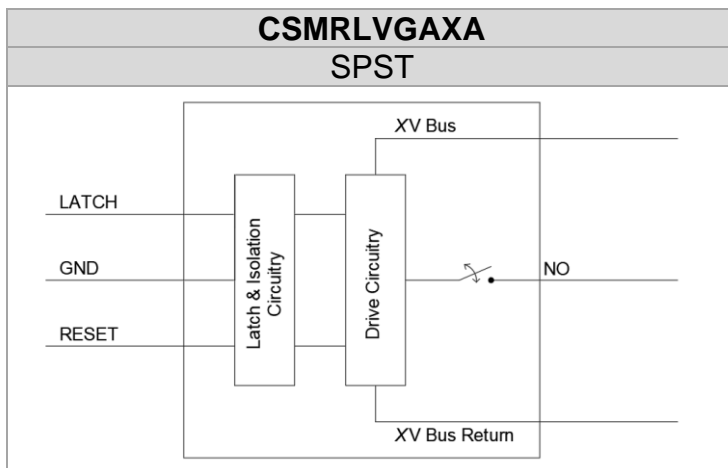 CSMRLVGAXA
SPST
XV Bus
LATCH
GND
RESET
Latch & Isolation
Circuitry
Drive Circuitry
NO
XV Bus Return